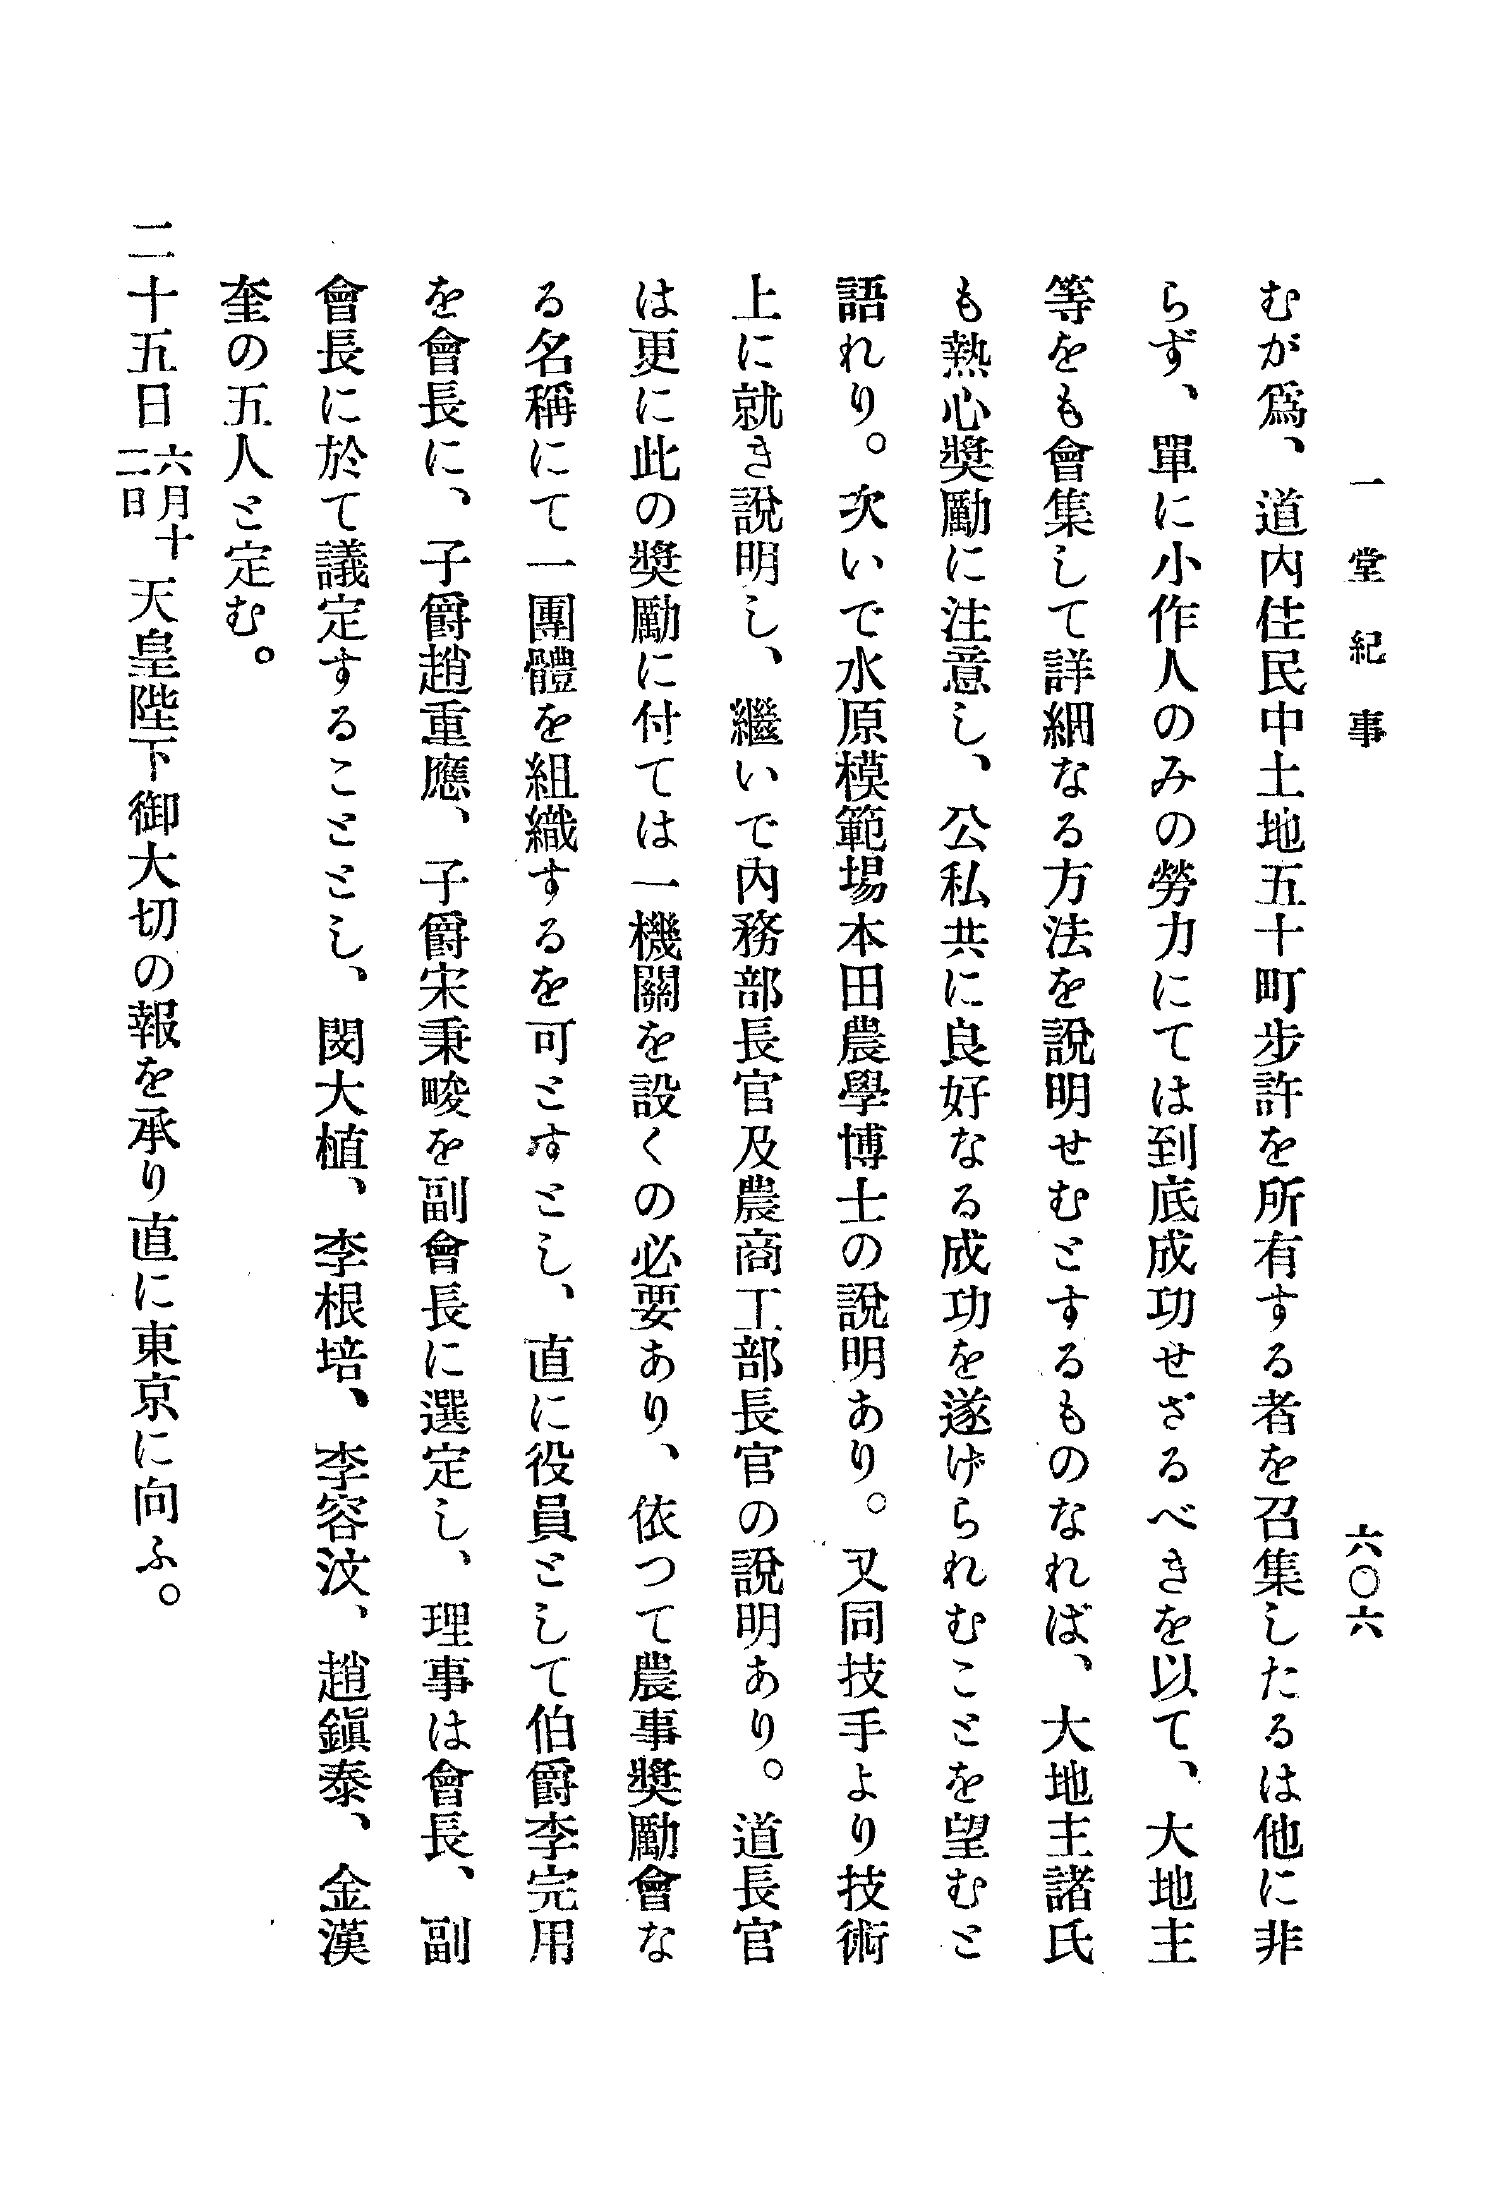 一堂紀事
六〇六
むが爲、道內住民中土地五十町步許を所有する者を召集したるは他に非
らず、單に小作人のみの勞力にては到底成功せざるべきを以て、大地主
等をも會集して詳細なる方法を說明せむとするものなれば、大地主諸氏
も熱心奬勵に注意し、公私共に良好なる成功を遂げられむことを望むと
語れり。次いで水原模範場本田農學博士の說明あり。又同技手より技術
上に就き說明し、繼いで內務部長官及農商工部長官の說明あり。道長官
は更に此の奬勵に付ては一機關を設くの必要あり、依つて農事奬勵會な
る名稱にて一團體を組織するを可とすとし、直に役員として伯爵李完用
を會長に、子爵趙重應、子爵宋秉畯を副會長に選定し、理事は會長、副
會長に於て議定することとし、閔大植、李根培、李容汶、趙鎭泰、金漢
奎の五人と定む。
二十五日六月十二日天皇陛下御大切の報を承り直に東京に向ふ。